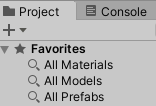 Project Console
Favorites
All Materials
All Models
All Prefabs